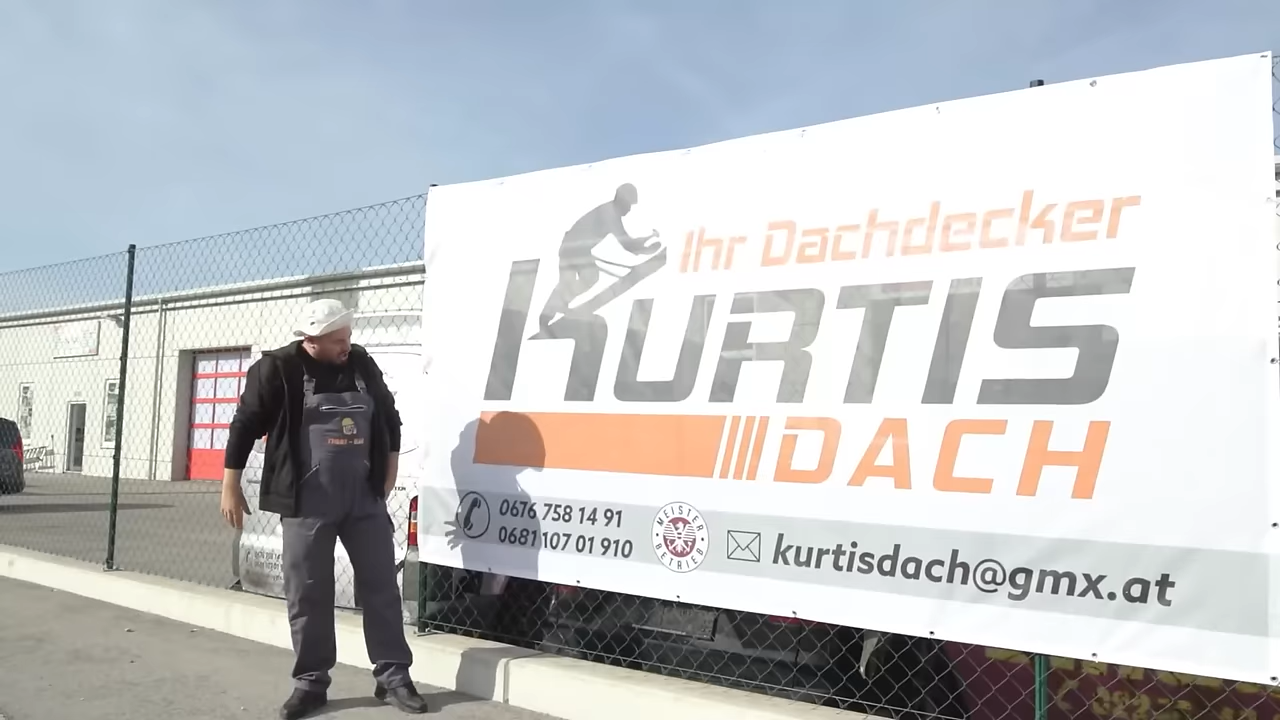 Ihr Dachdecker
KURTIS
DACH
0676 758 14 91
0681 107 01 910
MEISTER
BETRIEB
kurtisdach@gmx.at